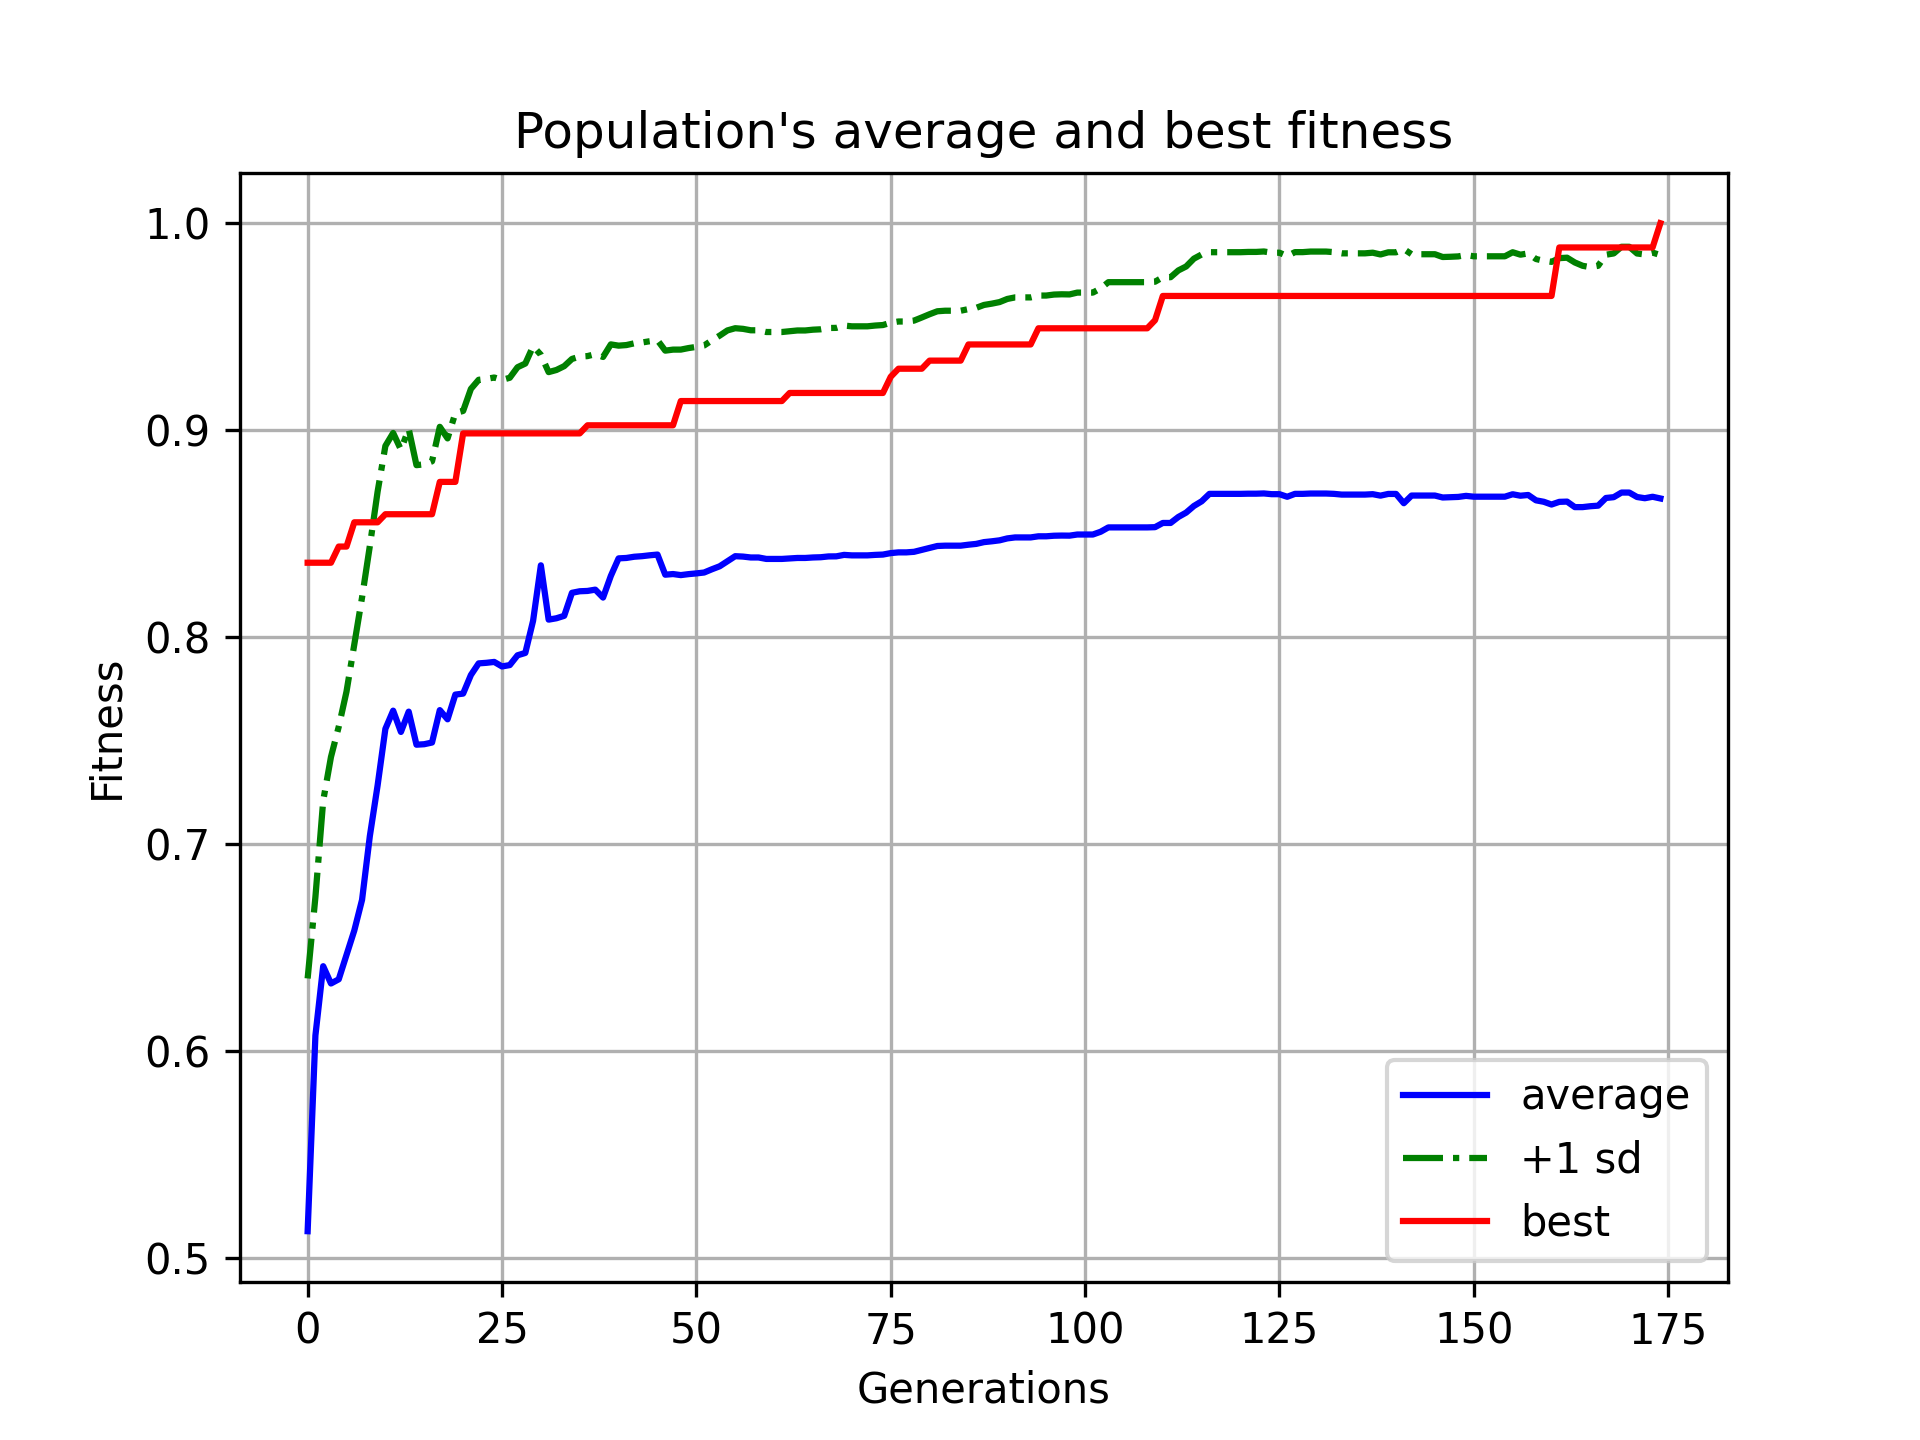 Population's average and best fitness
1.0
0.9
0.8
0.7
0.6
0.5
Fitness
0 25 50 75 100 125 150 175
Generations
average
+1 sd
best